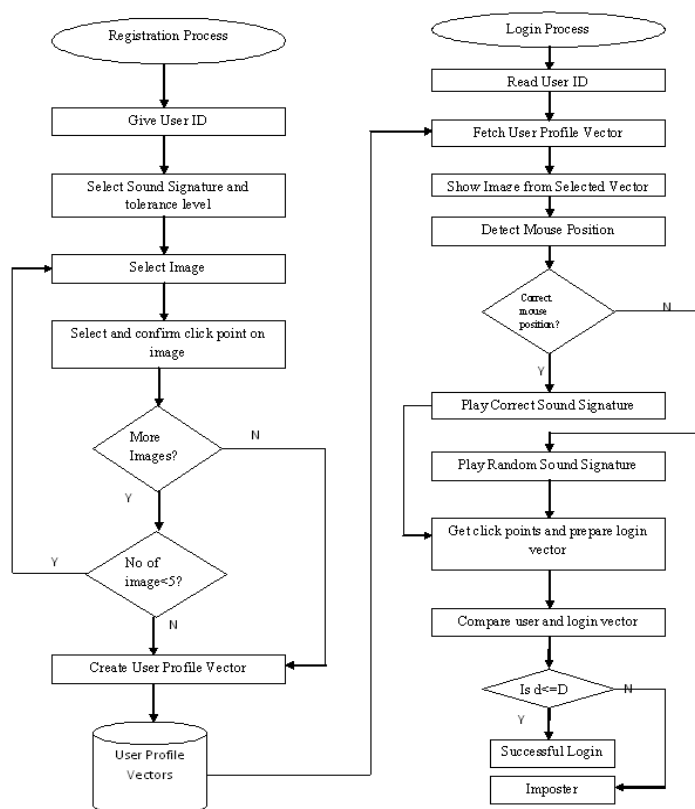 Registration Process
Give User ID
Select Sound Signature and
tolerance level
Select Image
Select and confirm click point on
image
More
Images?
N
Y
No of
image<5?
Y
N
Create User Profile Vector
User Profile
Vectors
Login Process
Read User ID
Fetch User Profile Vector
Show Image from Selected Vector
Detect Mouse Position
Correct
mouse
position?
N
Y
Play Correct Sound Signature
Play Random Sound Signature
Get click points and prepare login
vector
Compare user and login vector
Is d<=D
N
Y
Successful Login
Imposter